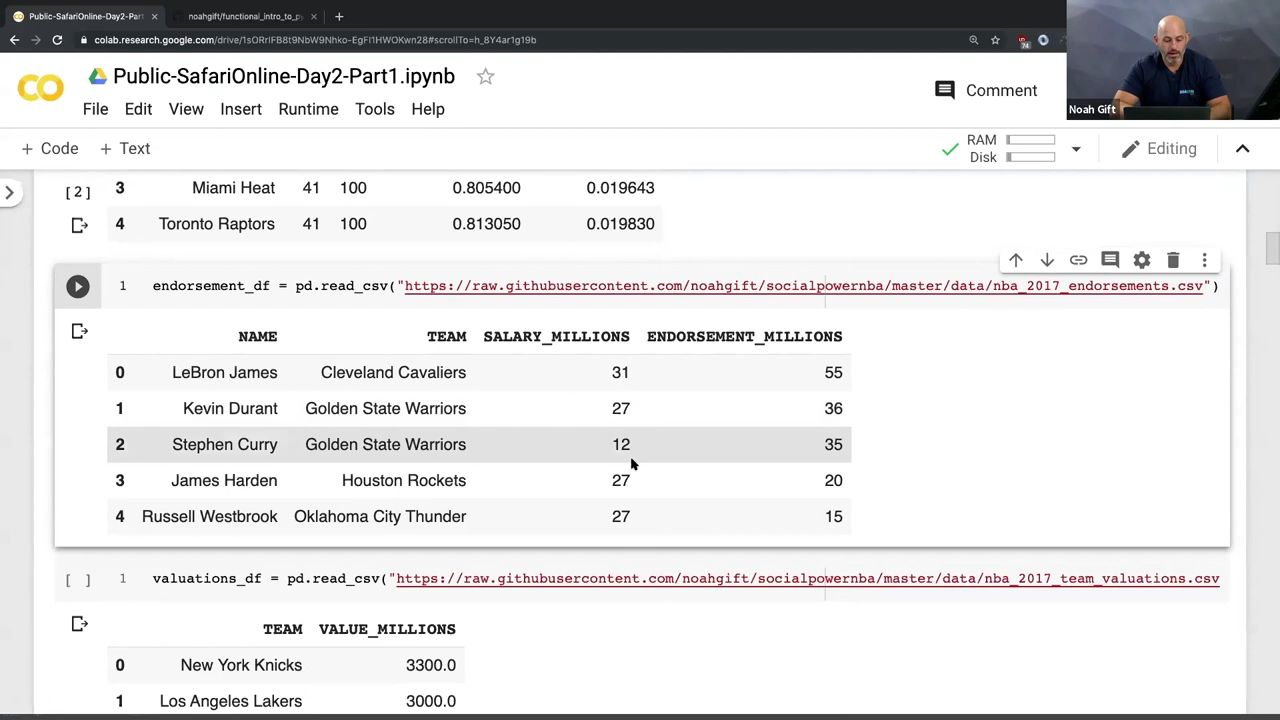 Public-SafariOnline-Day2-Part
noahgift/functional_intro_to_p
colab.research.google.com/drive/1sORrIFB8t9NbW9Nhko-EgFl1HWOKwn28#scrollTo=h_8Y4ar1g19b
74
Public-SafariOnline-Day2-Part1.ipynb
Comment
Noah Gift
File Edit View Insert Runtime Tools Help
+ Code + Text
RAM
Disk
Editing
[2] 3 Miami Heat 41 100 0.805400 0.019643
4 Toronto Raptors 41 100 0.813050 0.019830
1 endorsement_df = pd.read_csv("https://raw.githubusercontent.com/noahgift/socialpowernba/master/data/nba_2017_endorsements.csv")
NAME TEAM SALARY_MILLIONS ENDORSEMENT_MILLIONS
0 LeBron James Cleveland Cavaliers 31 55
1 Kevin Durant Golden State Warriors 27 36
2 Stephen Curry Golden State Warriors 12 35
3 James Harden Houston Rockets 27 20
4 Russell Westbrook Oklahoma City Thunder 27 15
[ ] 1 valuations_df = pd.read_csv("https://raw.githubusercontent.com/noahgift/socialpowernba/master/data/nba_2017_team_valuations.csv
TEAM VALUE_MILLIONS
0 New York Knicks 3300.0
1 Los Angeles Lakers 3000.0